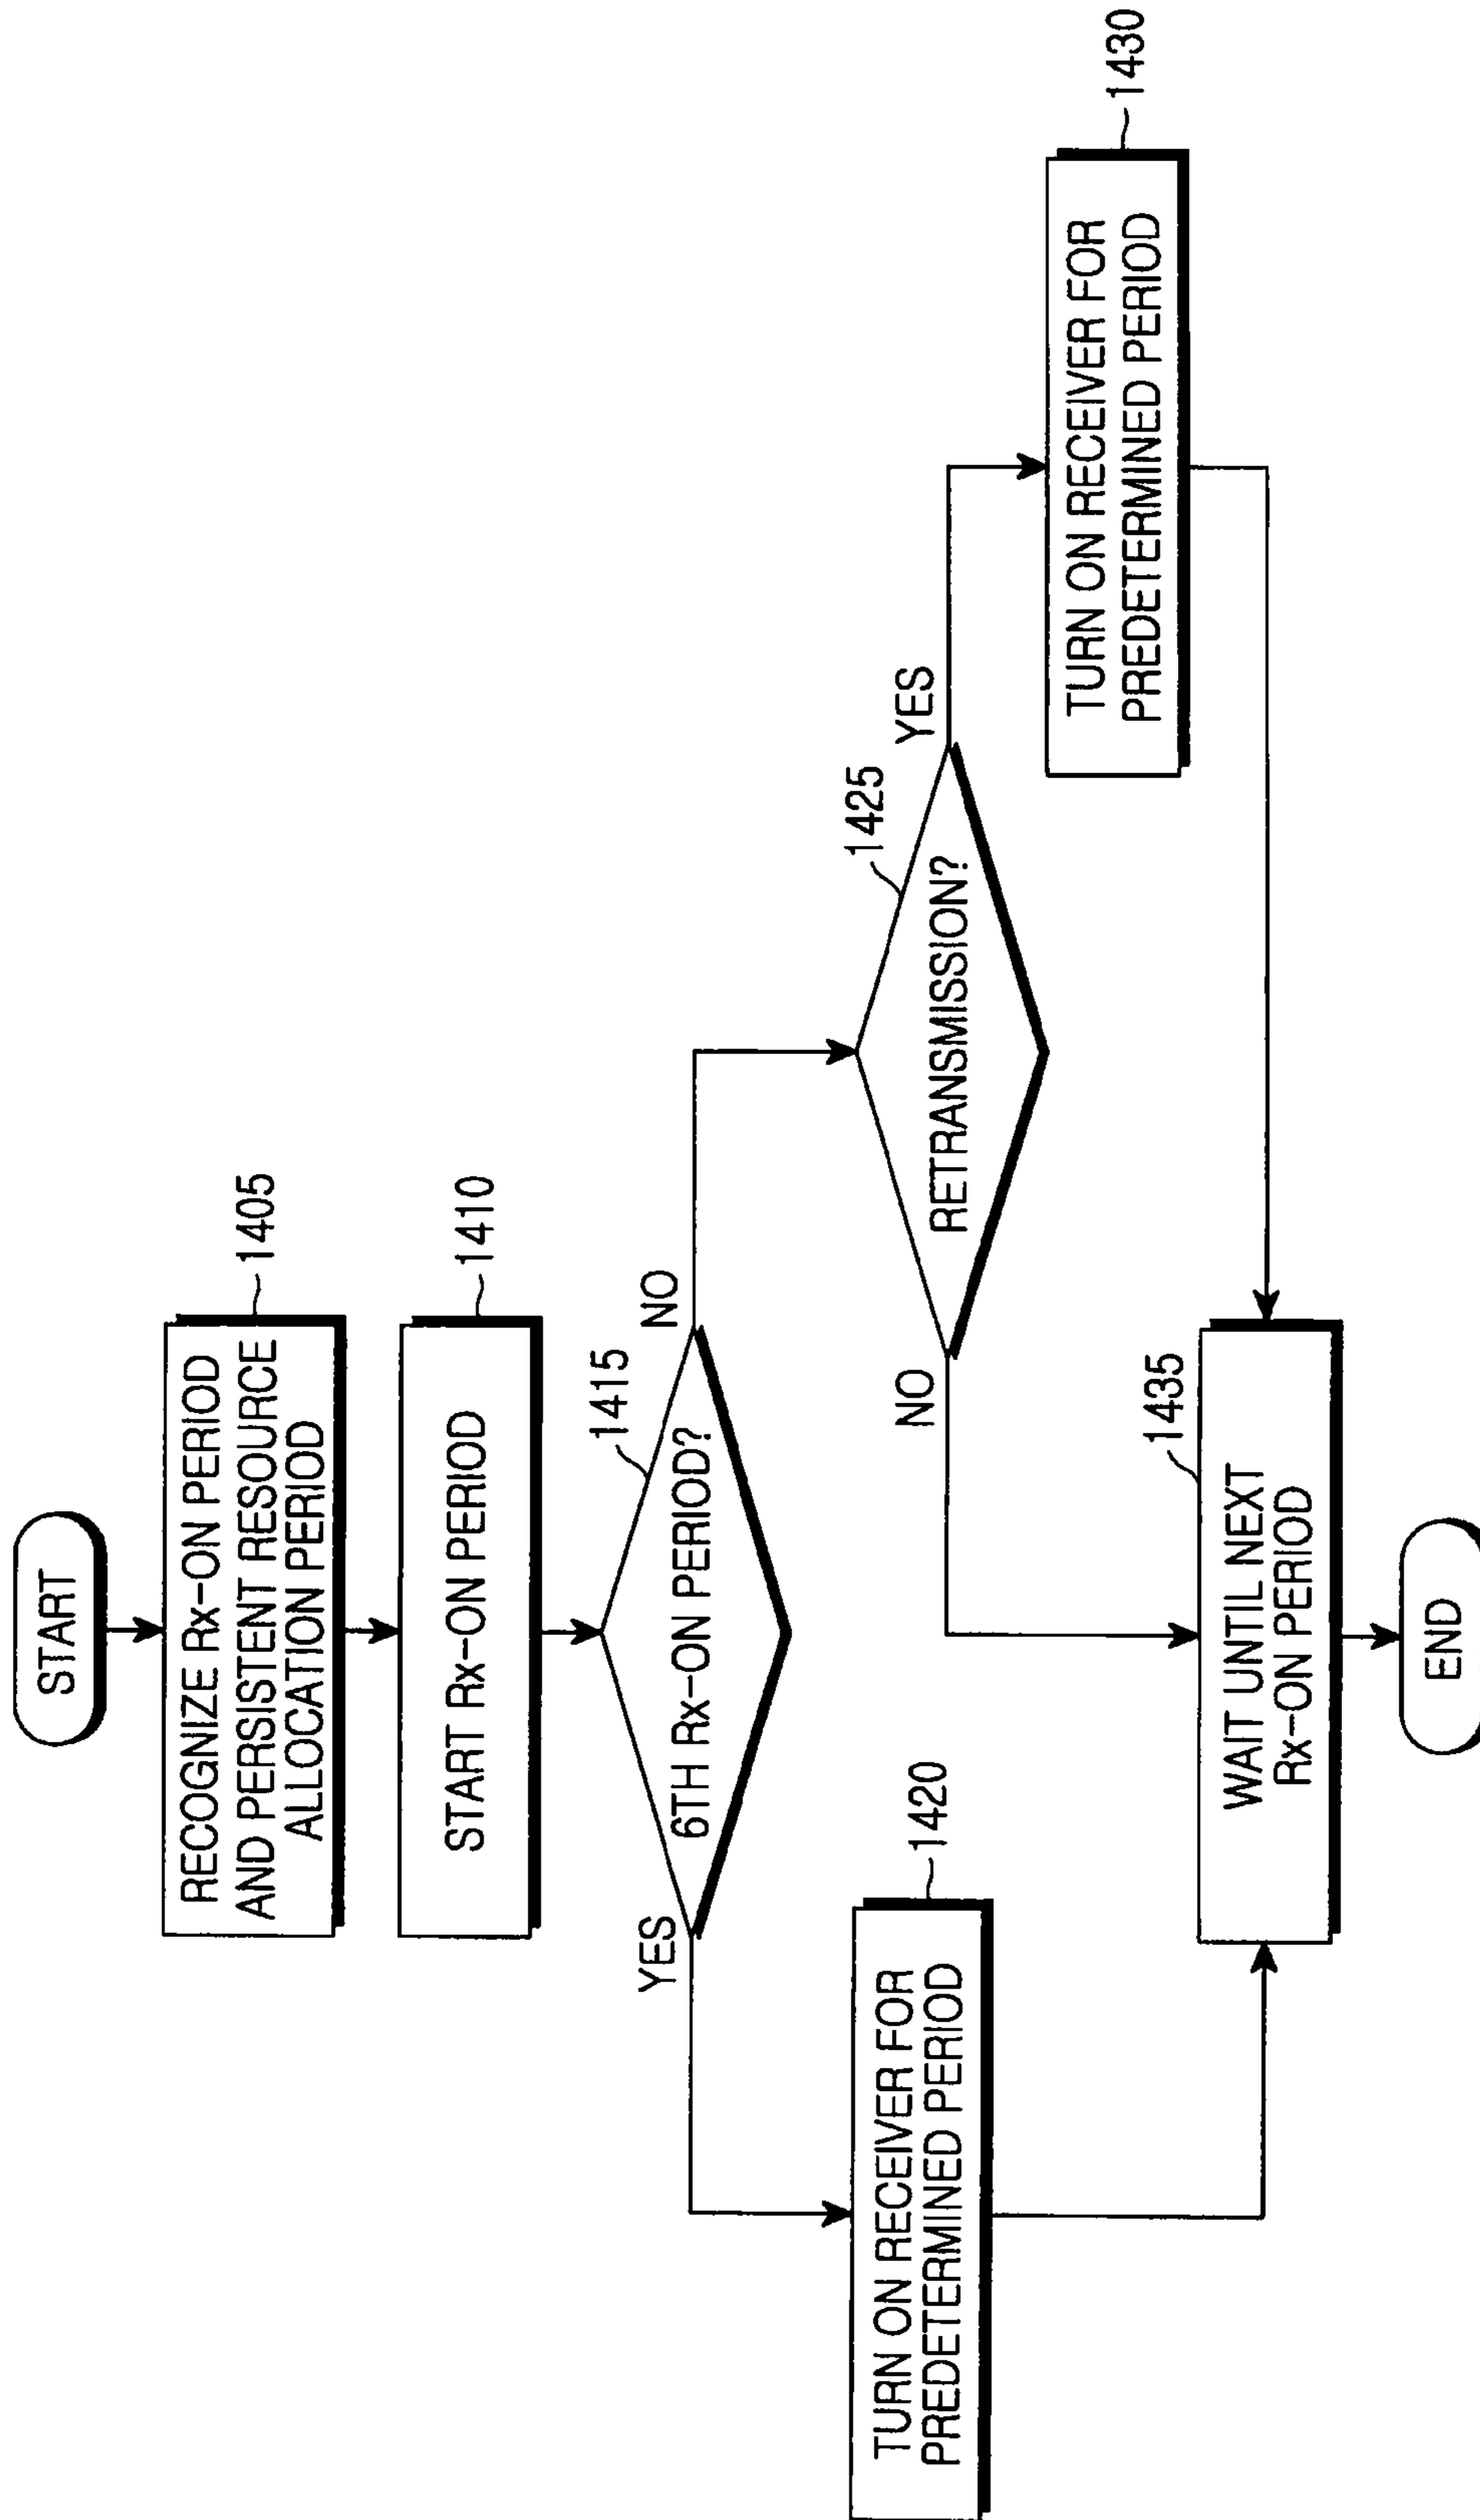 START
RECOGNIZE Rx-ON PERIOD
AND PERSISTENT RESOURCE
ALLOCATION PERIOD
1405
START Rx-ON PERIOD
1410
1415
6TH Rx-ON PERIOD?
YES
NO
TURN ON RECEIVER FOR
PREDETERMINED PERIOD
1420
1425
RETRANSMISSION?
NO
YES
TURN ON RECEIVER FOR
PREDETERMINED PERIOD
1430
1435
WAIT UNTIL NEXT
Rx-ON PERIOD
END